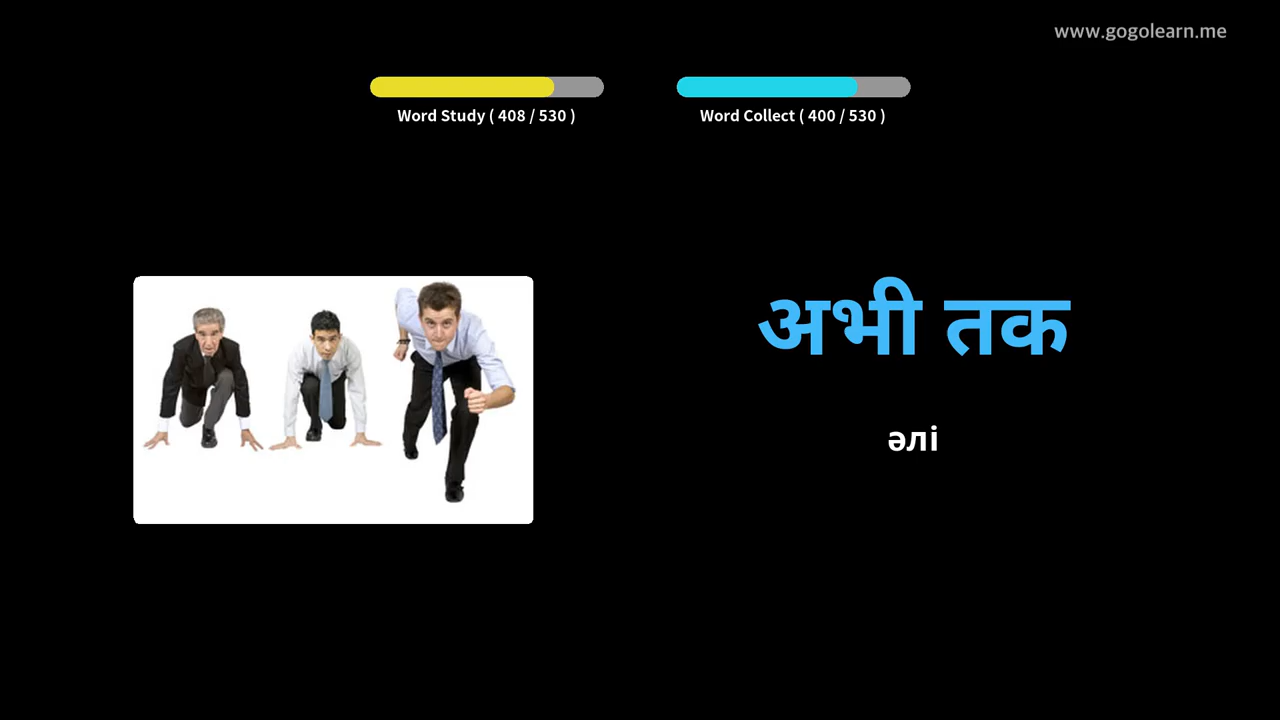 www.gogolearn.me
Word Study ( 408 / 530 )
Word Collect ( 400 / 530 )
अभी तक
әлі